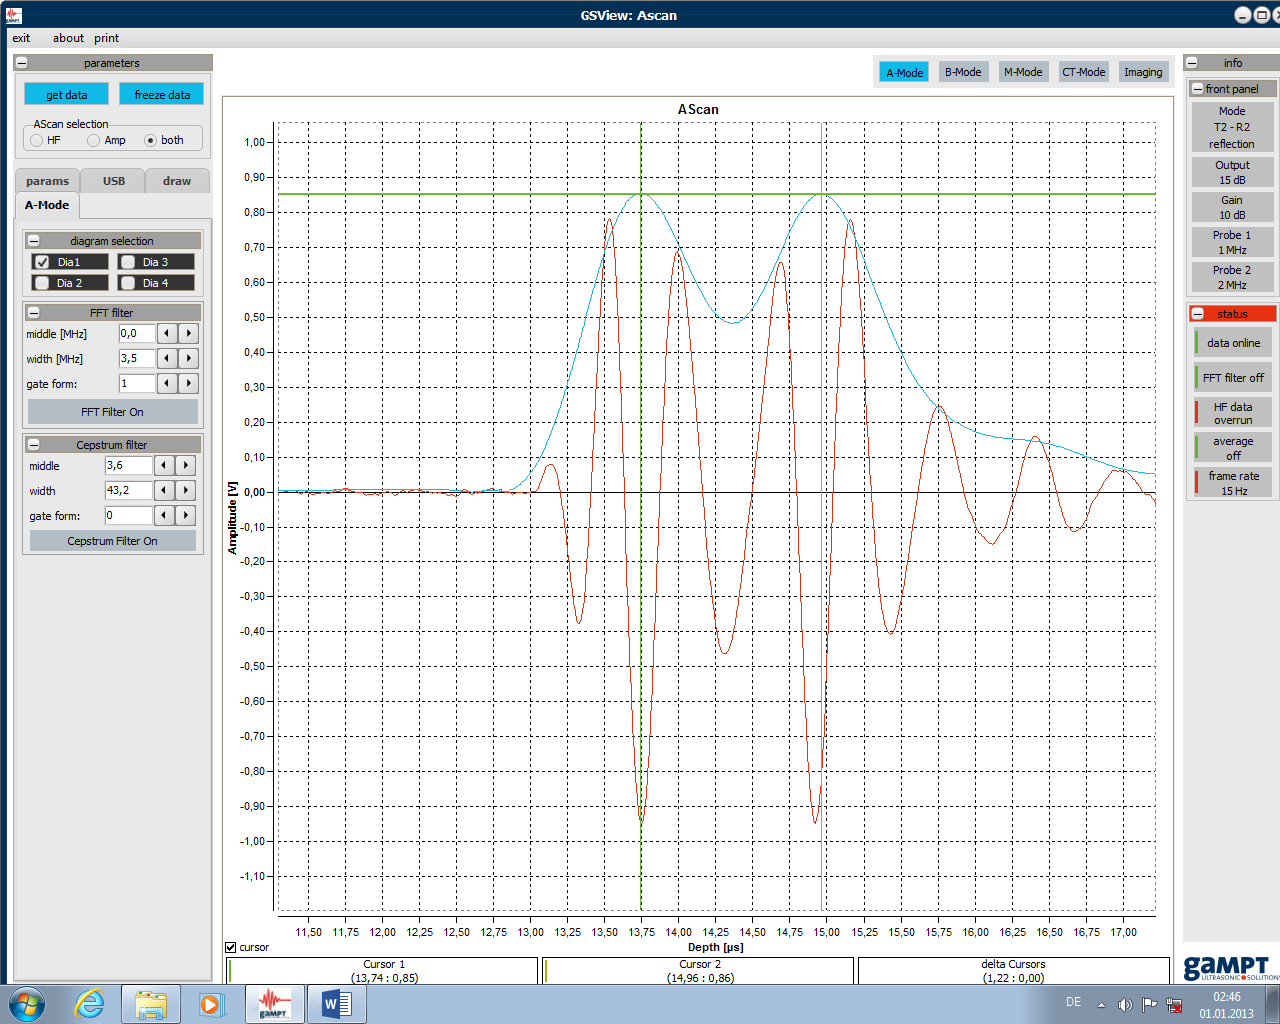 GSView: Ascan
exit about print
parameters
get data freeze data
AScan selection
HF Amp both
params USB draw
A-Mode
diagram selection
Dia1 Dia 3
Dia 2 Dia 4
FFT filter
middle [MHz] 0,0
width [MHz] 3,5
gate form: 1
FFT Filter On
Cepstrum filter
middle 3,6
width 43,2
gate form: 0
Cepstrum Filter On
A-Mode B-Mode M-Mode CT-Mode Imaging
AScan
1,00
0,90
0,80
0,70
0,60
0,50
0,40
0,30
0,20
0,10
0,00
-0,10
-0,20
-0,30
-0,40
-0,50
-0,60
-0,70
-0,80
-0,90
-1,00
-1,10
Amplitude [V]
11,50 11,75 12,00 12,25 12,50 12,75 13,00 13,25 13,50 13,75 14,00 14,25 14,50 14,75 15,00 15,25 15,50 15,75 16,00 16,25 16,50 16,75 17,00
Depth [µs]
cursor
Cursor 1
(13,74 : 0,85)
Cursor 2
(14,96 : 0,86)
delta Cursors
(1,22 : 0,00)
info
front panel
Mode
T2 - R2
reflection
Output
15 dB
Gain
10 dB
Probe 1
1 MHz
Probe 2
2 MHz
status
data online
FFT filter off
HF data
overrun
average
off
frame rate
15 Hz
gampt
ULTRASONIC SOLUTIONS
gampt
DE
02:46
01.01.2013